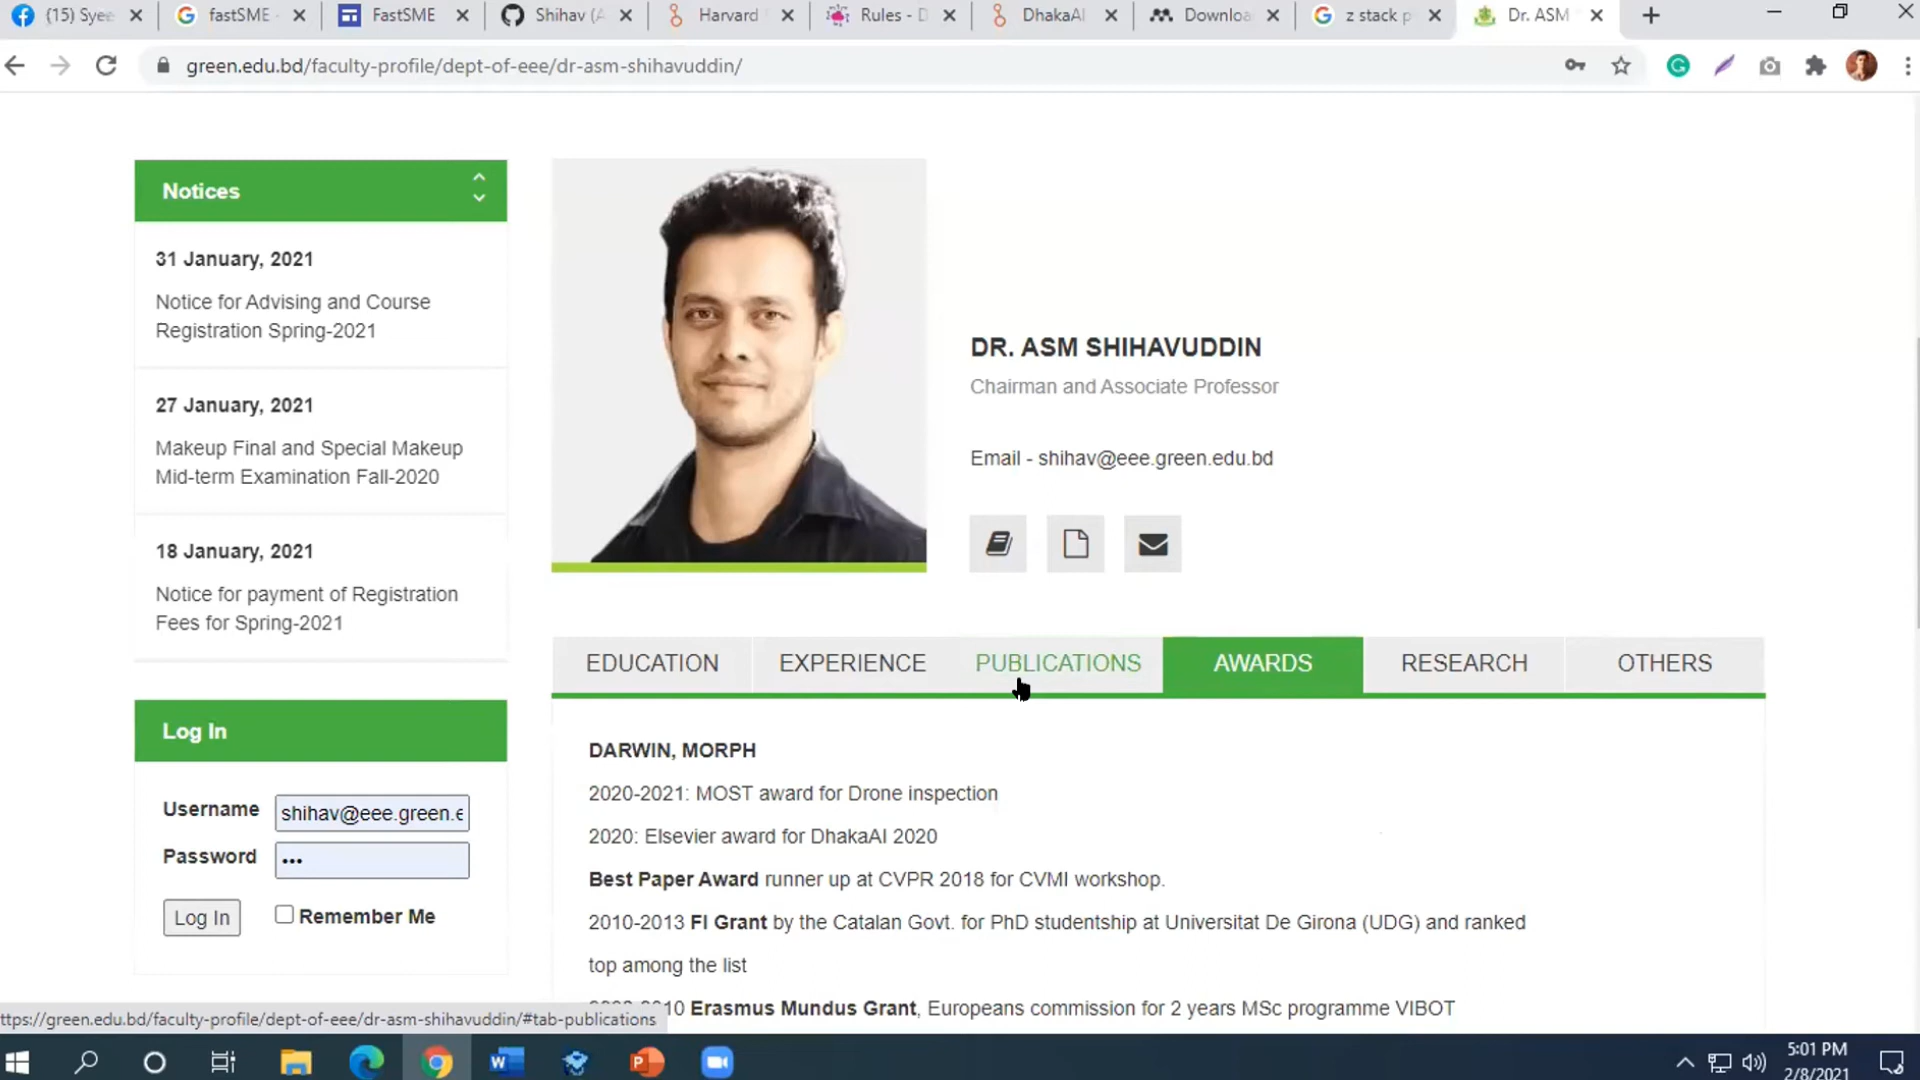 (15) Syee
fastSME -
FastSME
Shihav (A
Harvard
Rules - D
DhakaAI
Downloa
z stack p
Dr. ASM
green.edu.bd/faculty-profile/dept-of-eee/dr-asm-shihavuddin/
Notices
31 January, 2021
Notice for Advising and Course
Registration Spring-2021
27 January, 2021
Makeup Final and Special Makeup
Mid-term Examination Fall-2020
18 January, 2021
Notice for payment of Registration
Fees for Spring-2021
Log In
Username shihav@eee.green.e
Password •••
Log In Remember Me
DR. ASM SHIHAVUDDIN
Chairman and Associate Professor
Email - shihav@eee.green.edu.bd
EDUCATION EXPERIENCE PUBLICATIONS AWARDS RESEARCH OTHERS
DARWIN, MORPH
2020-2021: MOST award for Drone inspection
2020: Elsevier award for DhakaAI 2020
Best Paper Award runner up at CVPR 2018 for CVMI workshop.
2010-2013 FI Grant by the Catalan Govt. for PhD studentship at Universitat De Girona (UDG) and ranked
top among the list
10 Erasmus Mundus Grant, Europeans commission for 2 years MSc programme VIBOT
ttps://green.edu.bd/faculty-profile/dept-of-eee/dr-asm-shihavuddin/#tab-publications
5:01 PM
2/8/2021